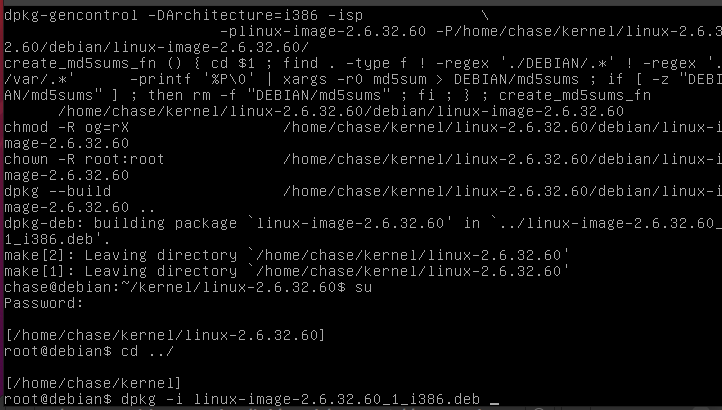 dpkg-gencontrol -DArchitecture=i386 -isp \
-plinux-image-2.6.32.60 -P/home/chase/kernel/linux-2.6.3
2.60/debian/linux-image-2.6.32.60/
create_md5sums_fn () { cd $1 ; find . -type f ! -regex './DEBIAN/.*' ! -regex '.
/var/.*' -printf '%P\0' | xargs -r0 md5sum > DEBIAN/md5sums ; if [ -z "DEBI
AN/md5sums" ] ; then rm -f "DEBIAN/md5sums" ; fi ; } ; create_md5sums_fn
/home/chase/kernel/linux-2.6.32.60/debian/linux-image-2.6.32.60
chmod -R og=rX /home/chase/kernel/linux-2.6.32.60/debian/linux-i
mage-2.6.32.60
chown -R root:root /home/chase/kernel/linux-2.6.32.60/debian/linux-i
mage-2.6.32.60
dpkg --build /home/chase/kernel/linux-2.6.32.60/debian/linux-i
mage-2.6.32.60 ..
dpkg-deb: building package `linux-image-2.6.32.60' in `../linux-image-2.6.32.60_
1_i386.deb'.
make[2]: Leaving directory `/home/chase/kernel/linux-2.6.32.60'
make[1]: Leaving directory `/home/chase/kernel/linux-2.6.32.60'
chase@debian:~/kernel/linux-2.6.32.60$ su
Password:
[/home/chase/kernel/linux-2.6.32.60]
root@debian$ cd ../
[/home/chase/kernel]
root@debian$ dpkg -i linux-image-2.6.32.60_1_i386.deb _